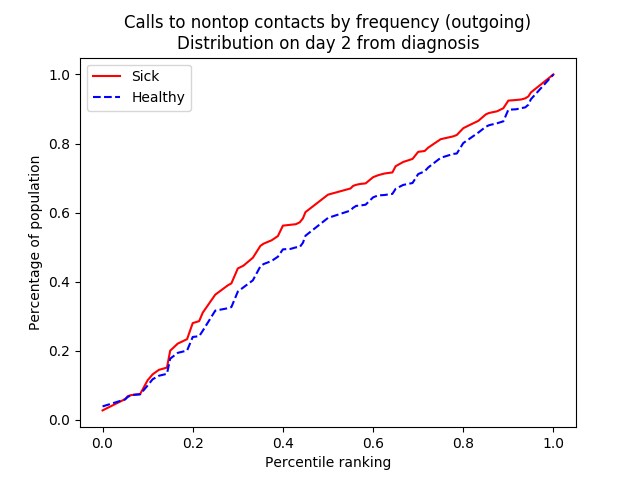 Calls to nontop contacts by frequency (outgoing)
Distribution on day 2 from diagnosis
Sick
Healthy
Percentage of population
1.0
0.8
0.6
0.4
0.2
0.0
0.0 0.2 0.4 0.6 0.8 1.0
Percentile ranking